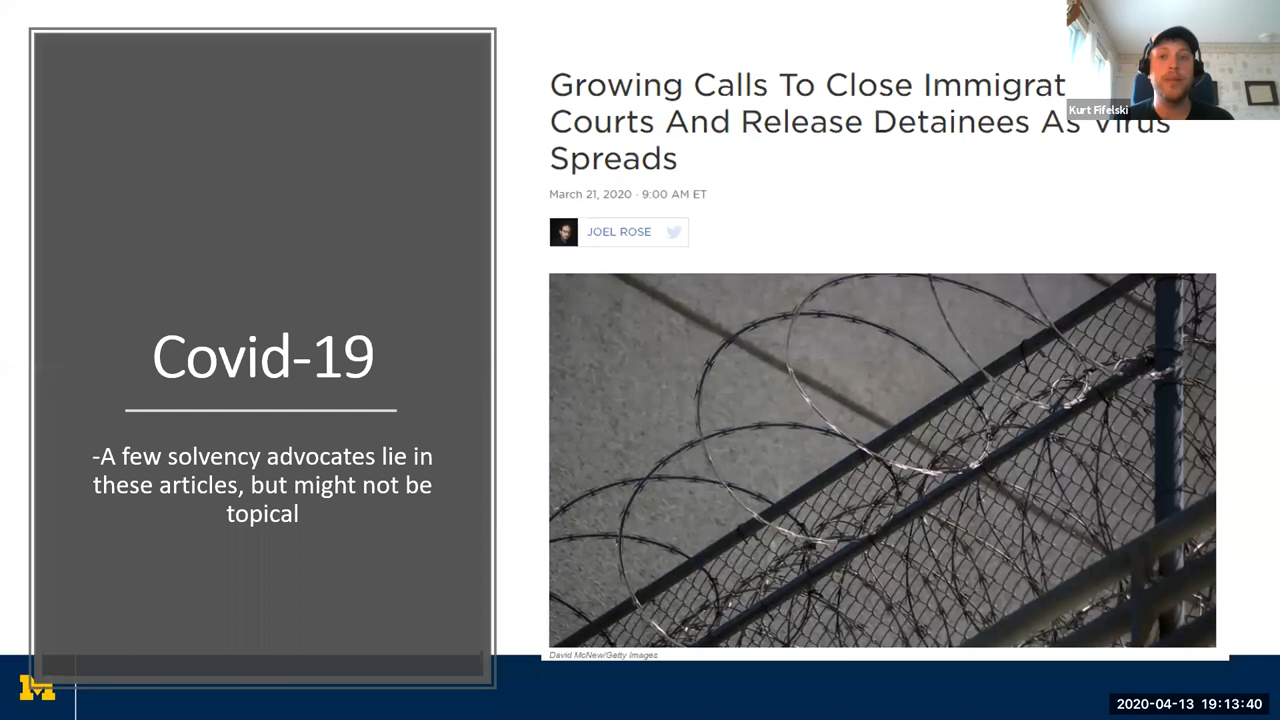 Covid-19
-A few solvency advocates lie in
these articles, but might not be
topical
Growing Calls To Close Immigrat
Courts And Release Detainees As Virus
Spreads
March 21, 2020 · 9:00 AM ET
JOEL ROSE
David McNew/Getty Images
Kurt Fifelski
M
2020-04-13 19:13:40